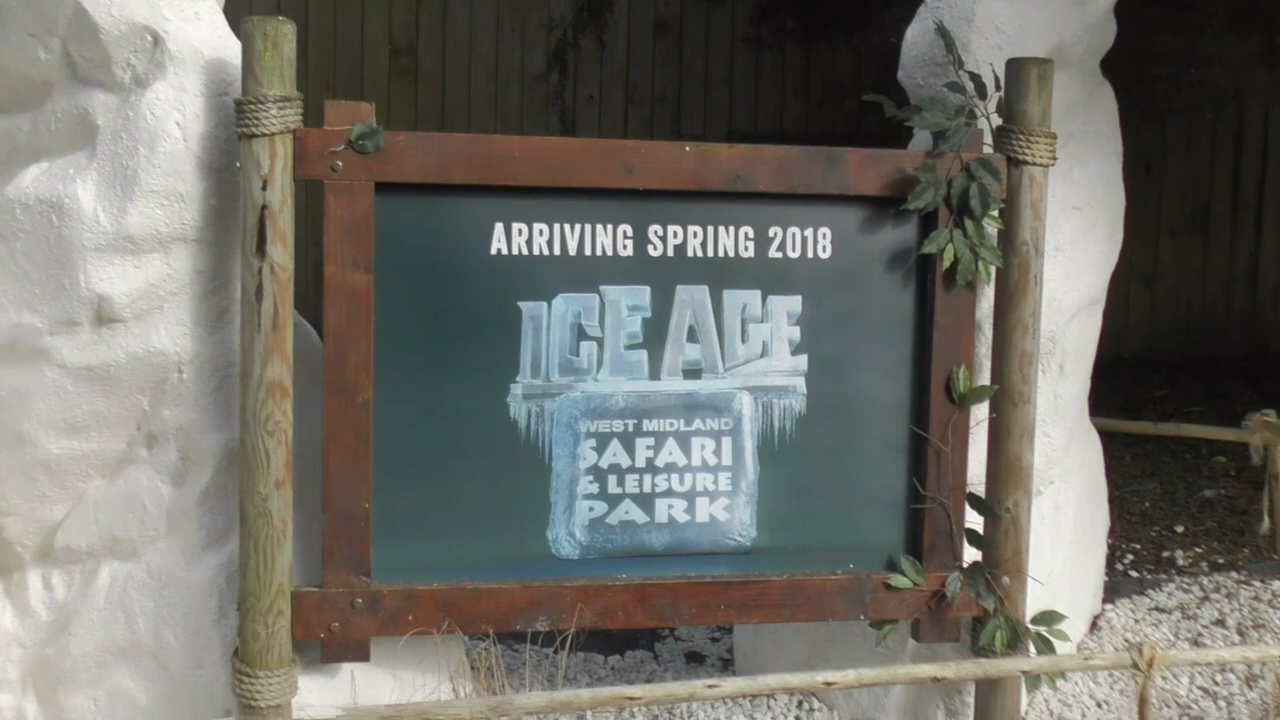 ARRIVING SPRING 2018
ICE AGE
WEST MIDLAND
SAFARI
& LEISURE
PARK